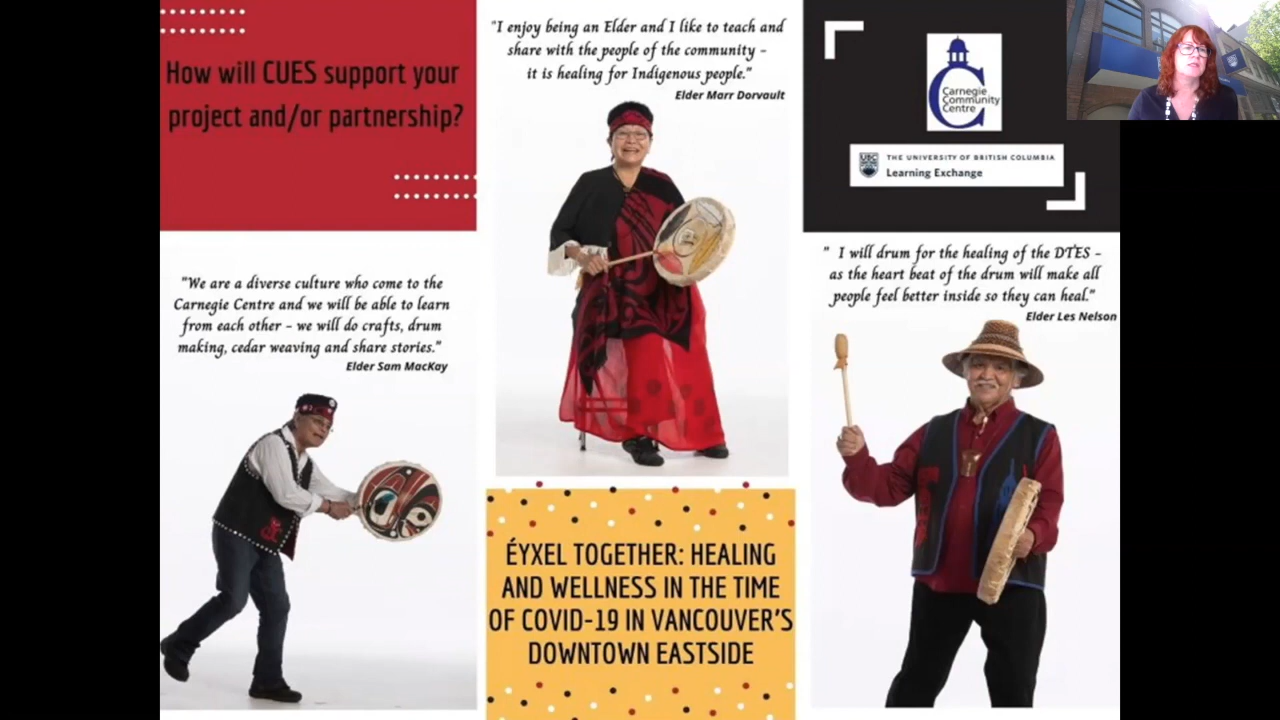 How will CUES support your
project and/or partnership?
"I enjoy being an Elder and I like to teach and
share with the people of the community –
it is healing for Indigenous people."
Elder Marr Dorvault
Carnegie
Community
Centre
UBC
THE UNIVERSITY OF BRITISH COLUMBIA
Learning Exchange
"We are a diverse culture who come to the
Carnegie Centre and we will be able to learn
from each other – we will do crafts, drum
making, cedar weaving and share stories."
Elder Sam MacKay
" I will drum for the healing of the DTES –
as the heart beat of the drum will make all
people feel better inside so they can heal."
Elder Les Nelson
ÉYXEL TOGETHER: HEALING
AND WELLNESS IN THE TIME
OF COVID-19 IN VANCOUVER'S
DOWNTOWN EASTSIDE